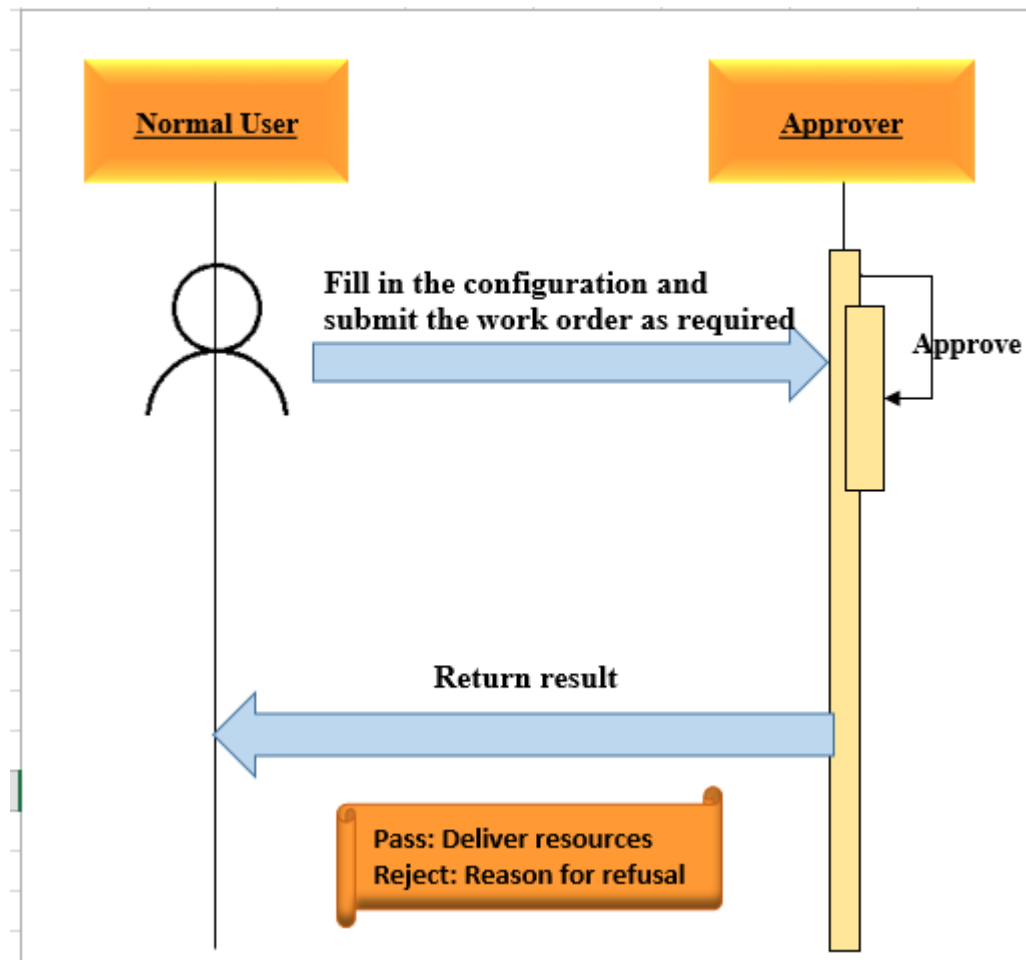 Normal User
Approver
Fill in the configuration and
submit the work order as required
Approve
Return result
Pass: Deliver resources
Reject: Reason for refusal